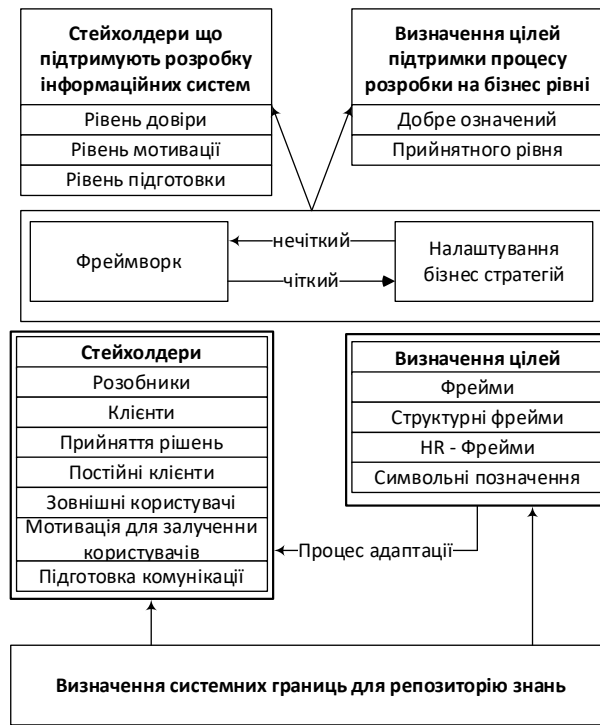 Стейхолдери що
підтримують розробку
інформаційних систем
Рівень довіри
Рівень мотивації
Рівень підготовки
Визначення цілей
підтримки процесу
розробки на бізнес рівні
Добре означений
Прийнятного рівня
Фреймворк
нечіткий
чіткий
Налаштування
бізнес стратегій
Стейхолдери
Розобники
Клієнти
Прийняття рішень
Постійні клієнти
Зовнішні користувачі
Мотивація для залученни
користувачів
Підготовка комунікації
Визначення цілей
Фрейми
Структурні фрейми
HR - Фрейми
Символьні позначення
Процес адаптації
Визначення системних границь для репозиторію знань